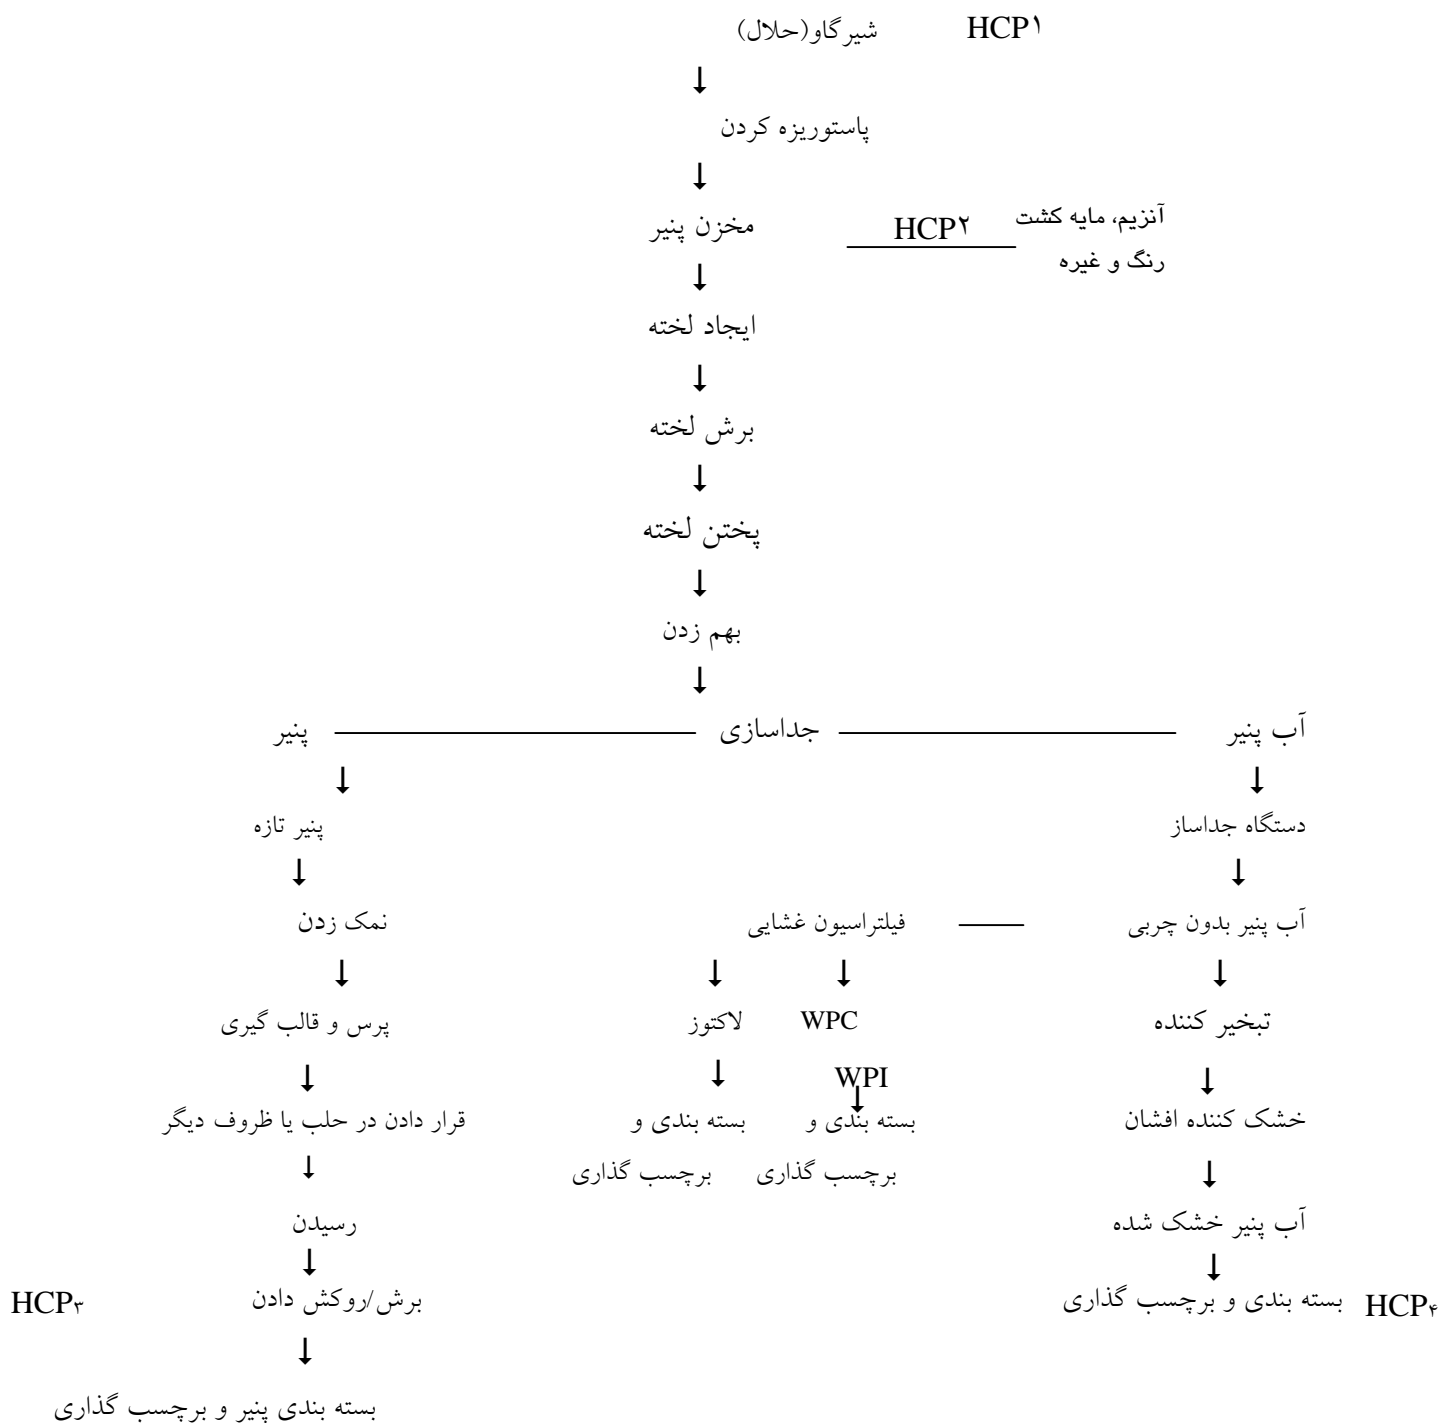 شیر گاو(حلال) HCP۱
پاستوریزه کردن
مخزن پنیر HCP۲ آنزیم، مایه کشت
رنگ و غیره
ایجاد لخته
برش لخته
پختن لخته
بهم زدن
آب پنیر جداسازی پنیر
دستگاه جداساز پنیر تازه
آب پنیر بدون چربی فیلتراسیون غشایی نمک زدن
تبخیر کننده WPC لاکتوز پرس و قالب گیری
WPI
خشک کننده افشان بسته بندی و بسته بندی و قرار دادن در حلب یا ظروف دیگر
برچسب گذاری برچسب گذاری
آب پنیر خشک شده رسیدن
HCP۴ بسته بندی و برچسب گذاری برش/روکش دادن HCP۳
بسته بندی پنیر و برچسب گذاری